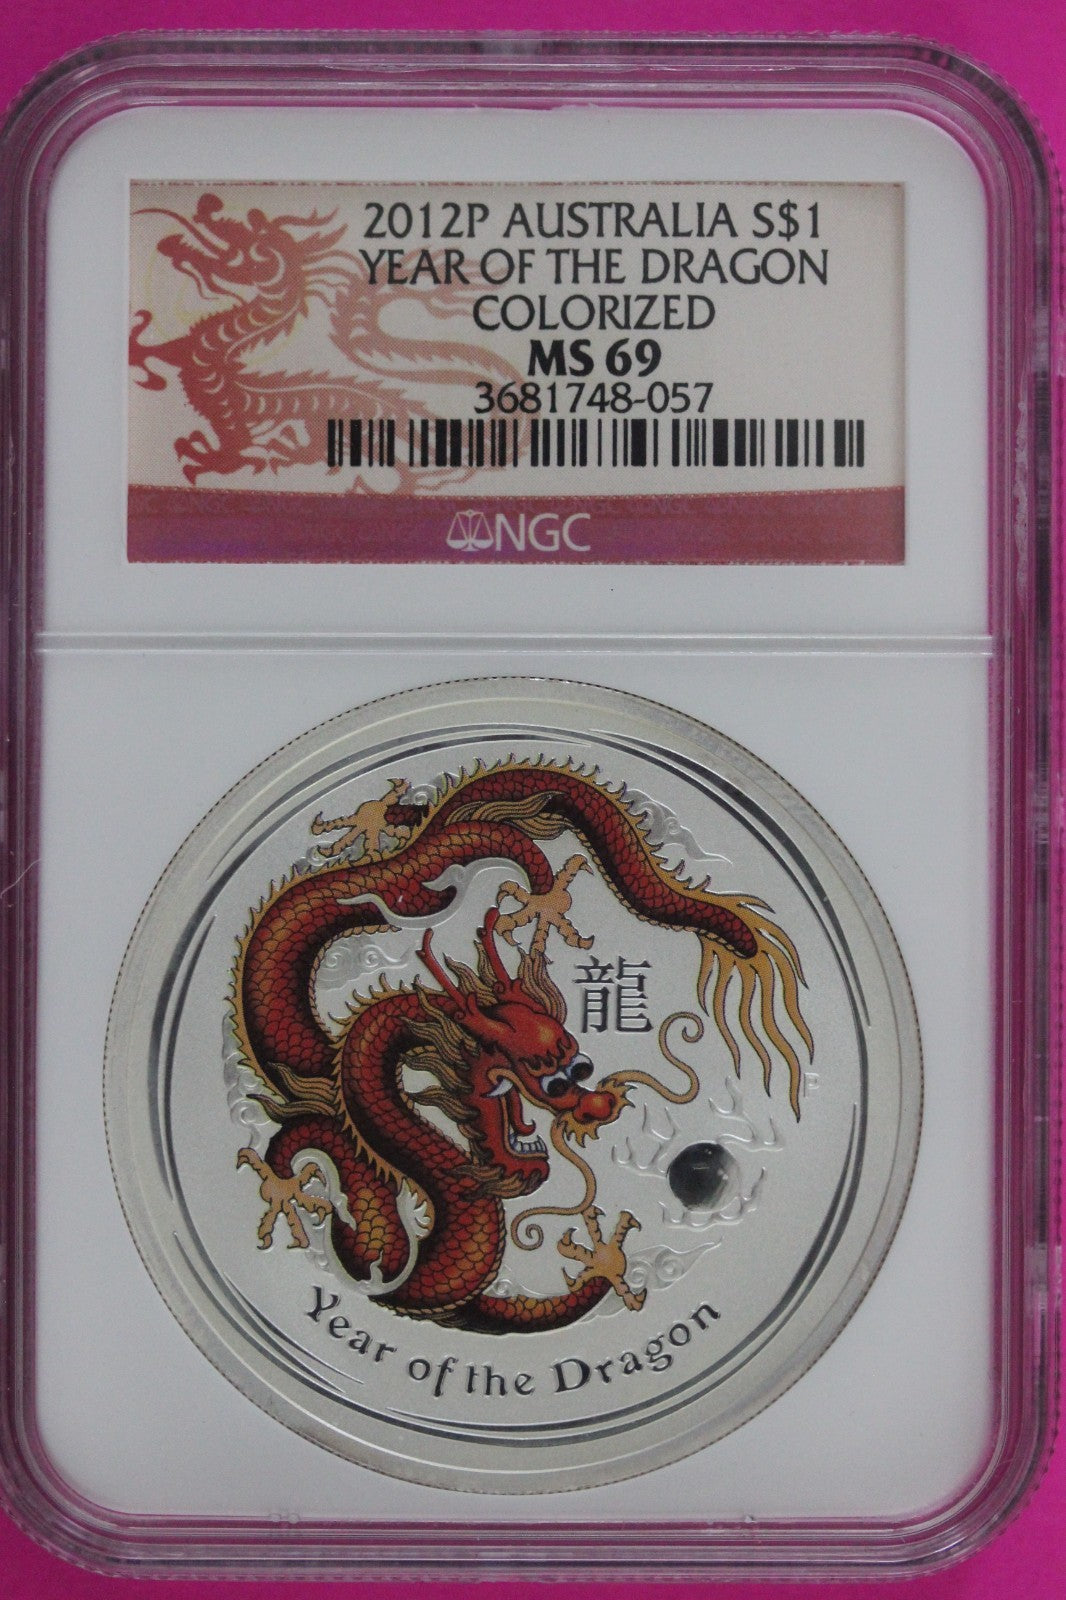 2012P AUSTRALIA S$1
YEAR OF THE DRAGON
COLORIZED
MS 69
3681748-057
NGC
龍
P
Year of the Dragon